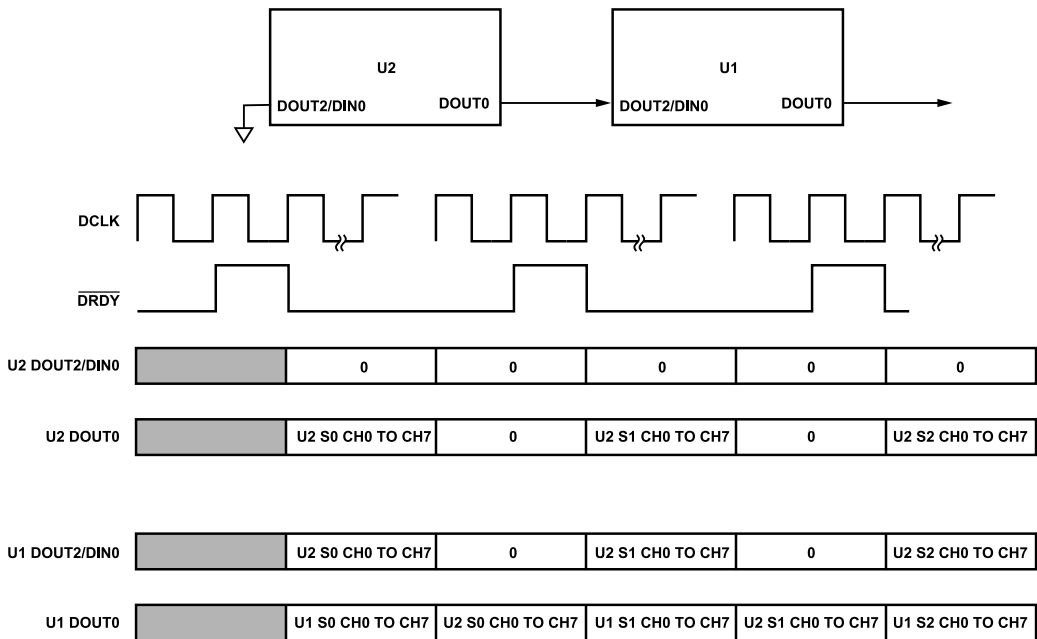 U2
U1
DOUT2/DIN0 DOUT0 DOUT2/DIN0 DOUT0
DCLK
DRDY
U2 DOUT2/DIN0 0 0 0 0 0
U2 DOUT0 U2 S0 CH0 TO CH7 0 U2 S1 CH0 TO CH7 0 U2 S2 CH0 TO CH7
U1 DOUT2/DIN0 U2 S0 CH0 TO CH7 0 U2 S1 CH0 TO CH7 0 U2 S2 CH0 TO CH7
U1 DOUT0 U1 S0 CH0 TO CH7 U2 S0 CH0 TO CH7 U1 S1 CH0 TO CH7 U2 S1 CH0 TO CH7 U1 S2 CH0 TO CH7